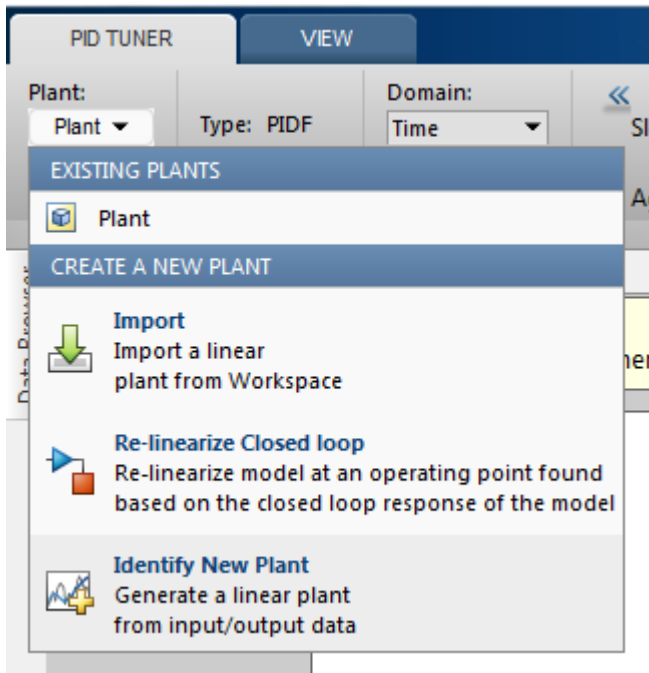 PID TUNER VIEW
Plant: Domain:
Plant Type: PIDF Time
EXISTING PLANTS
Plant
CREATE A NEW PLANT
Data Browser
Import
Import a linear
plant from Workspace
Re-linearize Closed loop
Re-linearize model at an operating point found
based on the closed loop response of the model
Identify New Plant
Generate a linear plant
from input/output data